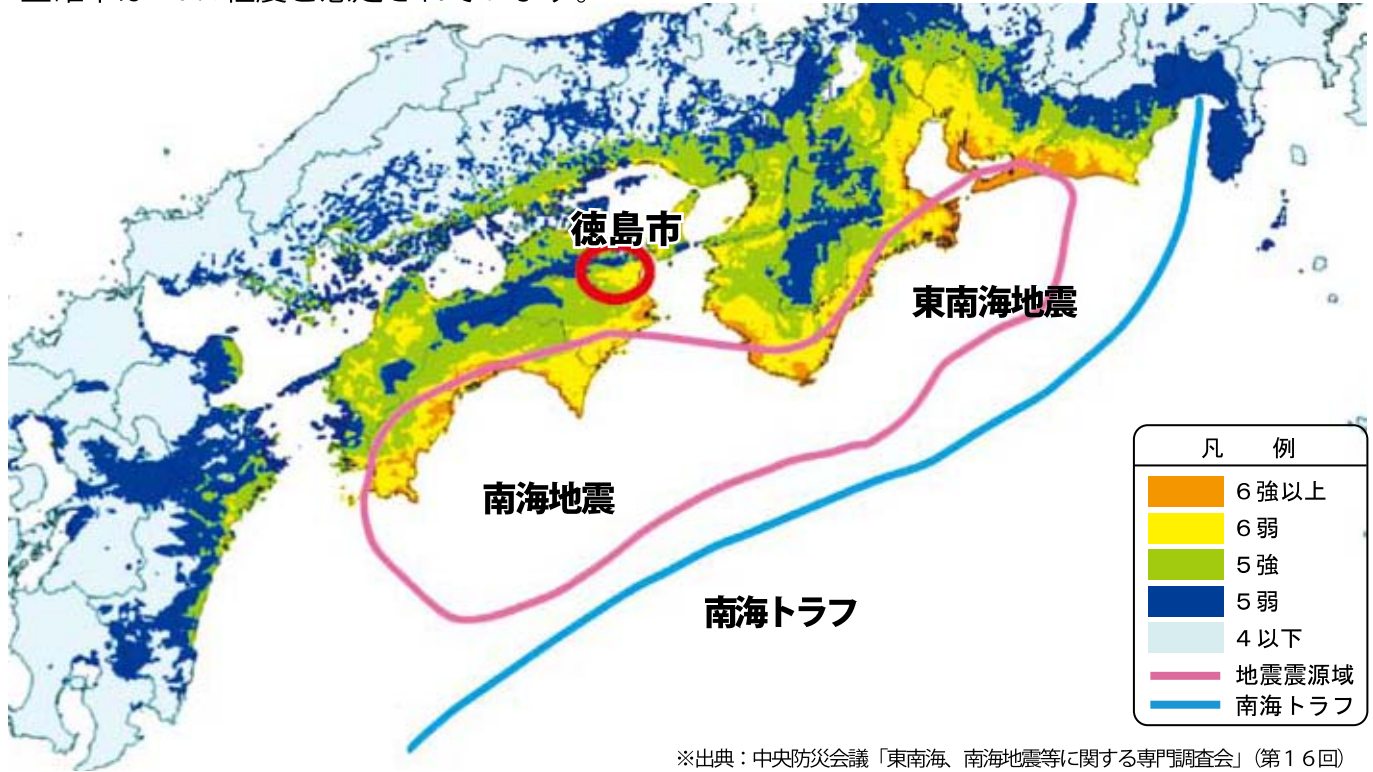 徳島市
東南海地震
南海地震
南海トラフ
凡　例
６強以上
６弱
５強
５弱
４以下
地震震源域
南海トラフ
※出典：中央防災会議「東南海、南海地震等に関する専門調査会」（第１６回）